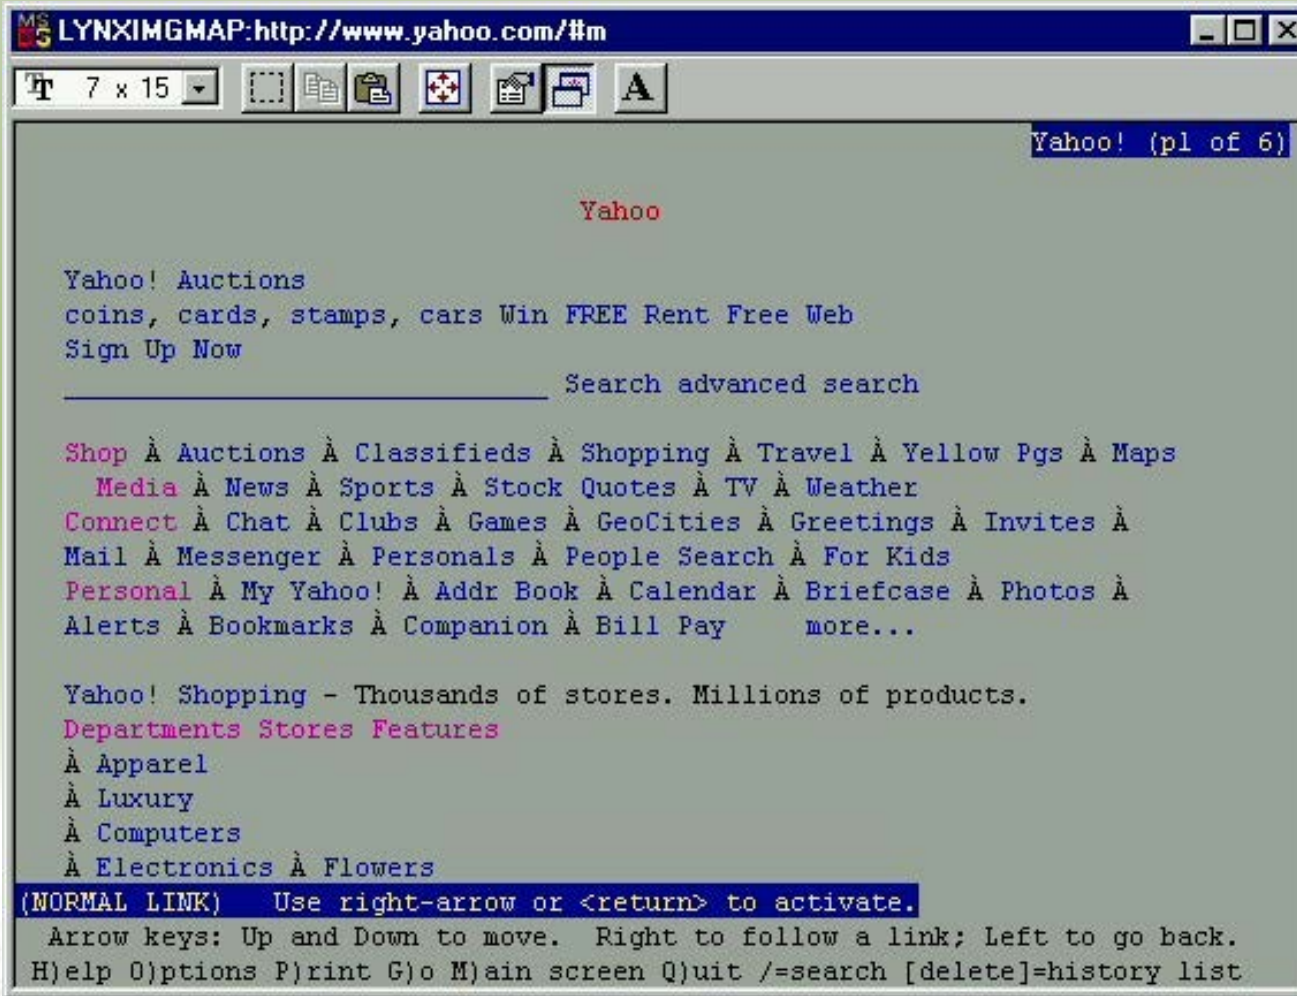 LYNXIMGMAP:http://www.yahoo.com/#m
7 x 15
A
Yahoo! (p1 of 6)
Yahoo
Yahoo! Auctions
coins, cards, stamps, cars Win FREE Rent Free Web
Sign Up Now
Search advanced search
Shop À Auctions À Classifieds À Shopping À Travel À Yellow Pgs À Maps
Media À News À Sports À Stock Quotes À TV À Weather
Connect À Chat À Clubs À Games À GeoCities À Greetings À Invites À
Mail À Messenger À Personals À People Search À For Kids
Personal À My Yahoo! À Addr Book À Calendar À Briefcase À Photos À
Alerts À Bookmarks À Companion À Bill Pay more...
Yahoo! Shopping - Thousands of stores. Millions of products.
Departments Stores Features
À Apparel
À Luxury
À Computers
À Electronics À Flowers
(NORMAL LINK) Use right-arrow or <return> to activate.
Arrow keys: Up and Down to move. Right to follow a link; Left to go back.
H)elp O)ptions P)rint G)o M)ain screen Q)uit /=search [delete]=history list